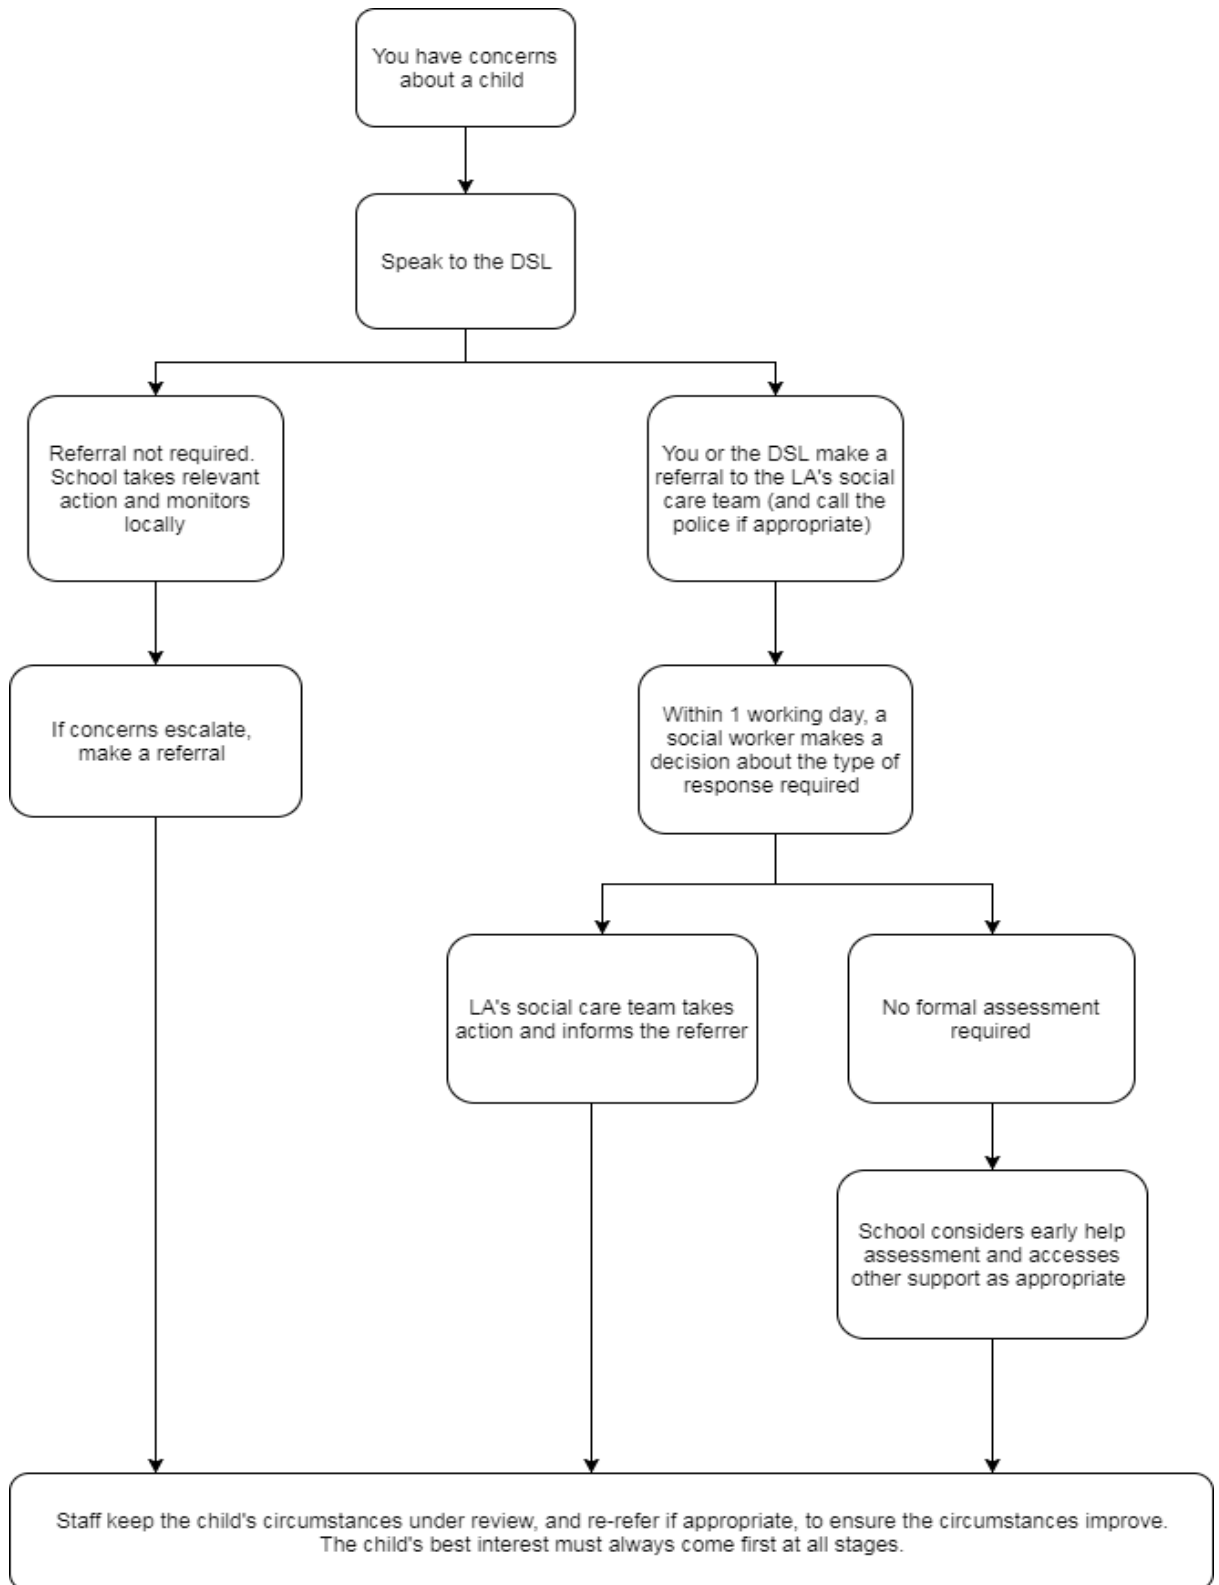 You have concerns
about a child
Speak to the DSL
Referral not required.
School takes relevant
action and monitors
locally
You or the DSL make a
referral to the LA's social
care team (and call the
police if appropriate)
If concerns escalate,
make a referral
Within 1 working day, a
social worker makes a
decision about the type of
response required
LA's social care team takes
action and informs the referrer
No formal assessment
required
School considers early help
assessment and accesses
other support as appropriate
Staff keep the child's circumstances under review, and re-refer if appropriate, to ensure the circumstances improve.
The child's best interest must always come first at all stages.